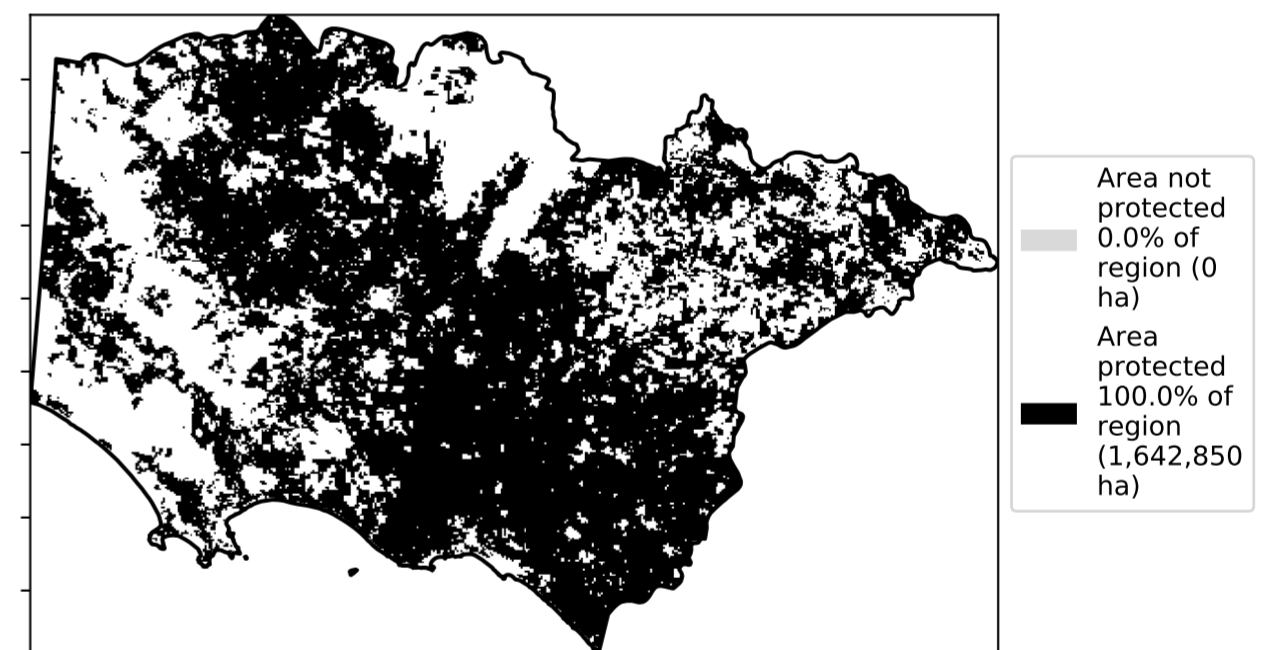 Area not
protected
0.0% of
region (0
ha)
Area
protected
100.0% of
region
(1,642,850
ha)